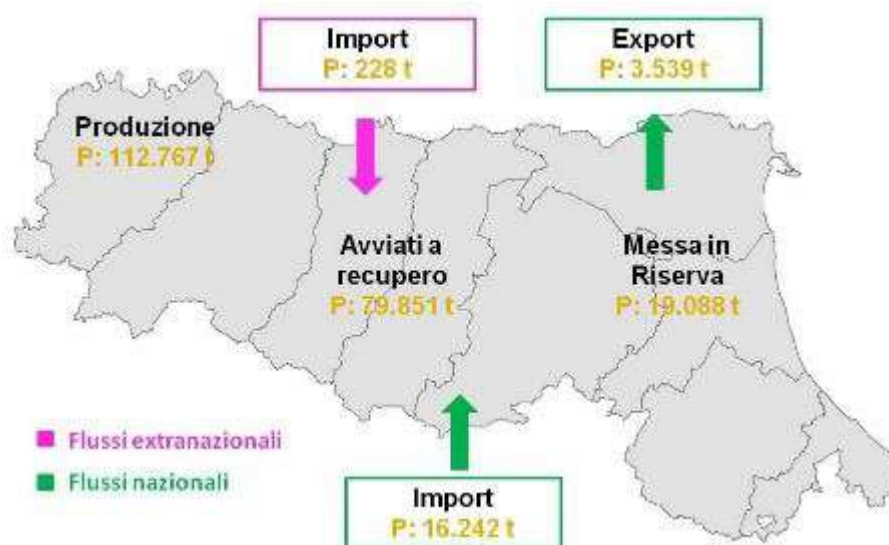 Import
P: 228 t
Export
P: 3.539 t
Produzione
P: 112.767 t
Avviati a
recupero
P: 79.851 t
Messa in
Riserva
P: 19.088 t
Flussi extranazionali
Flussi nazionali
Import
P: 16.242 t